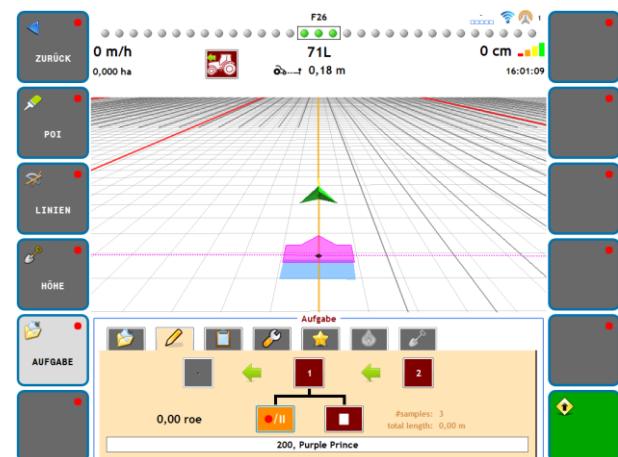 F26
1
ZURÜCK
0 m/h
71L
0 cm
0,000 ha
0,18 m
16:01:09
POI
LINIEN
HÖHE
AUFGABE
Aufgabe
1
2
0,00 roe
#samples: 3
total length: 0,00 m
200, Purple Prince